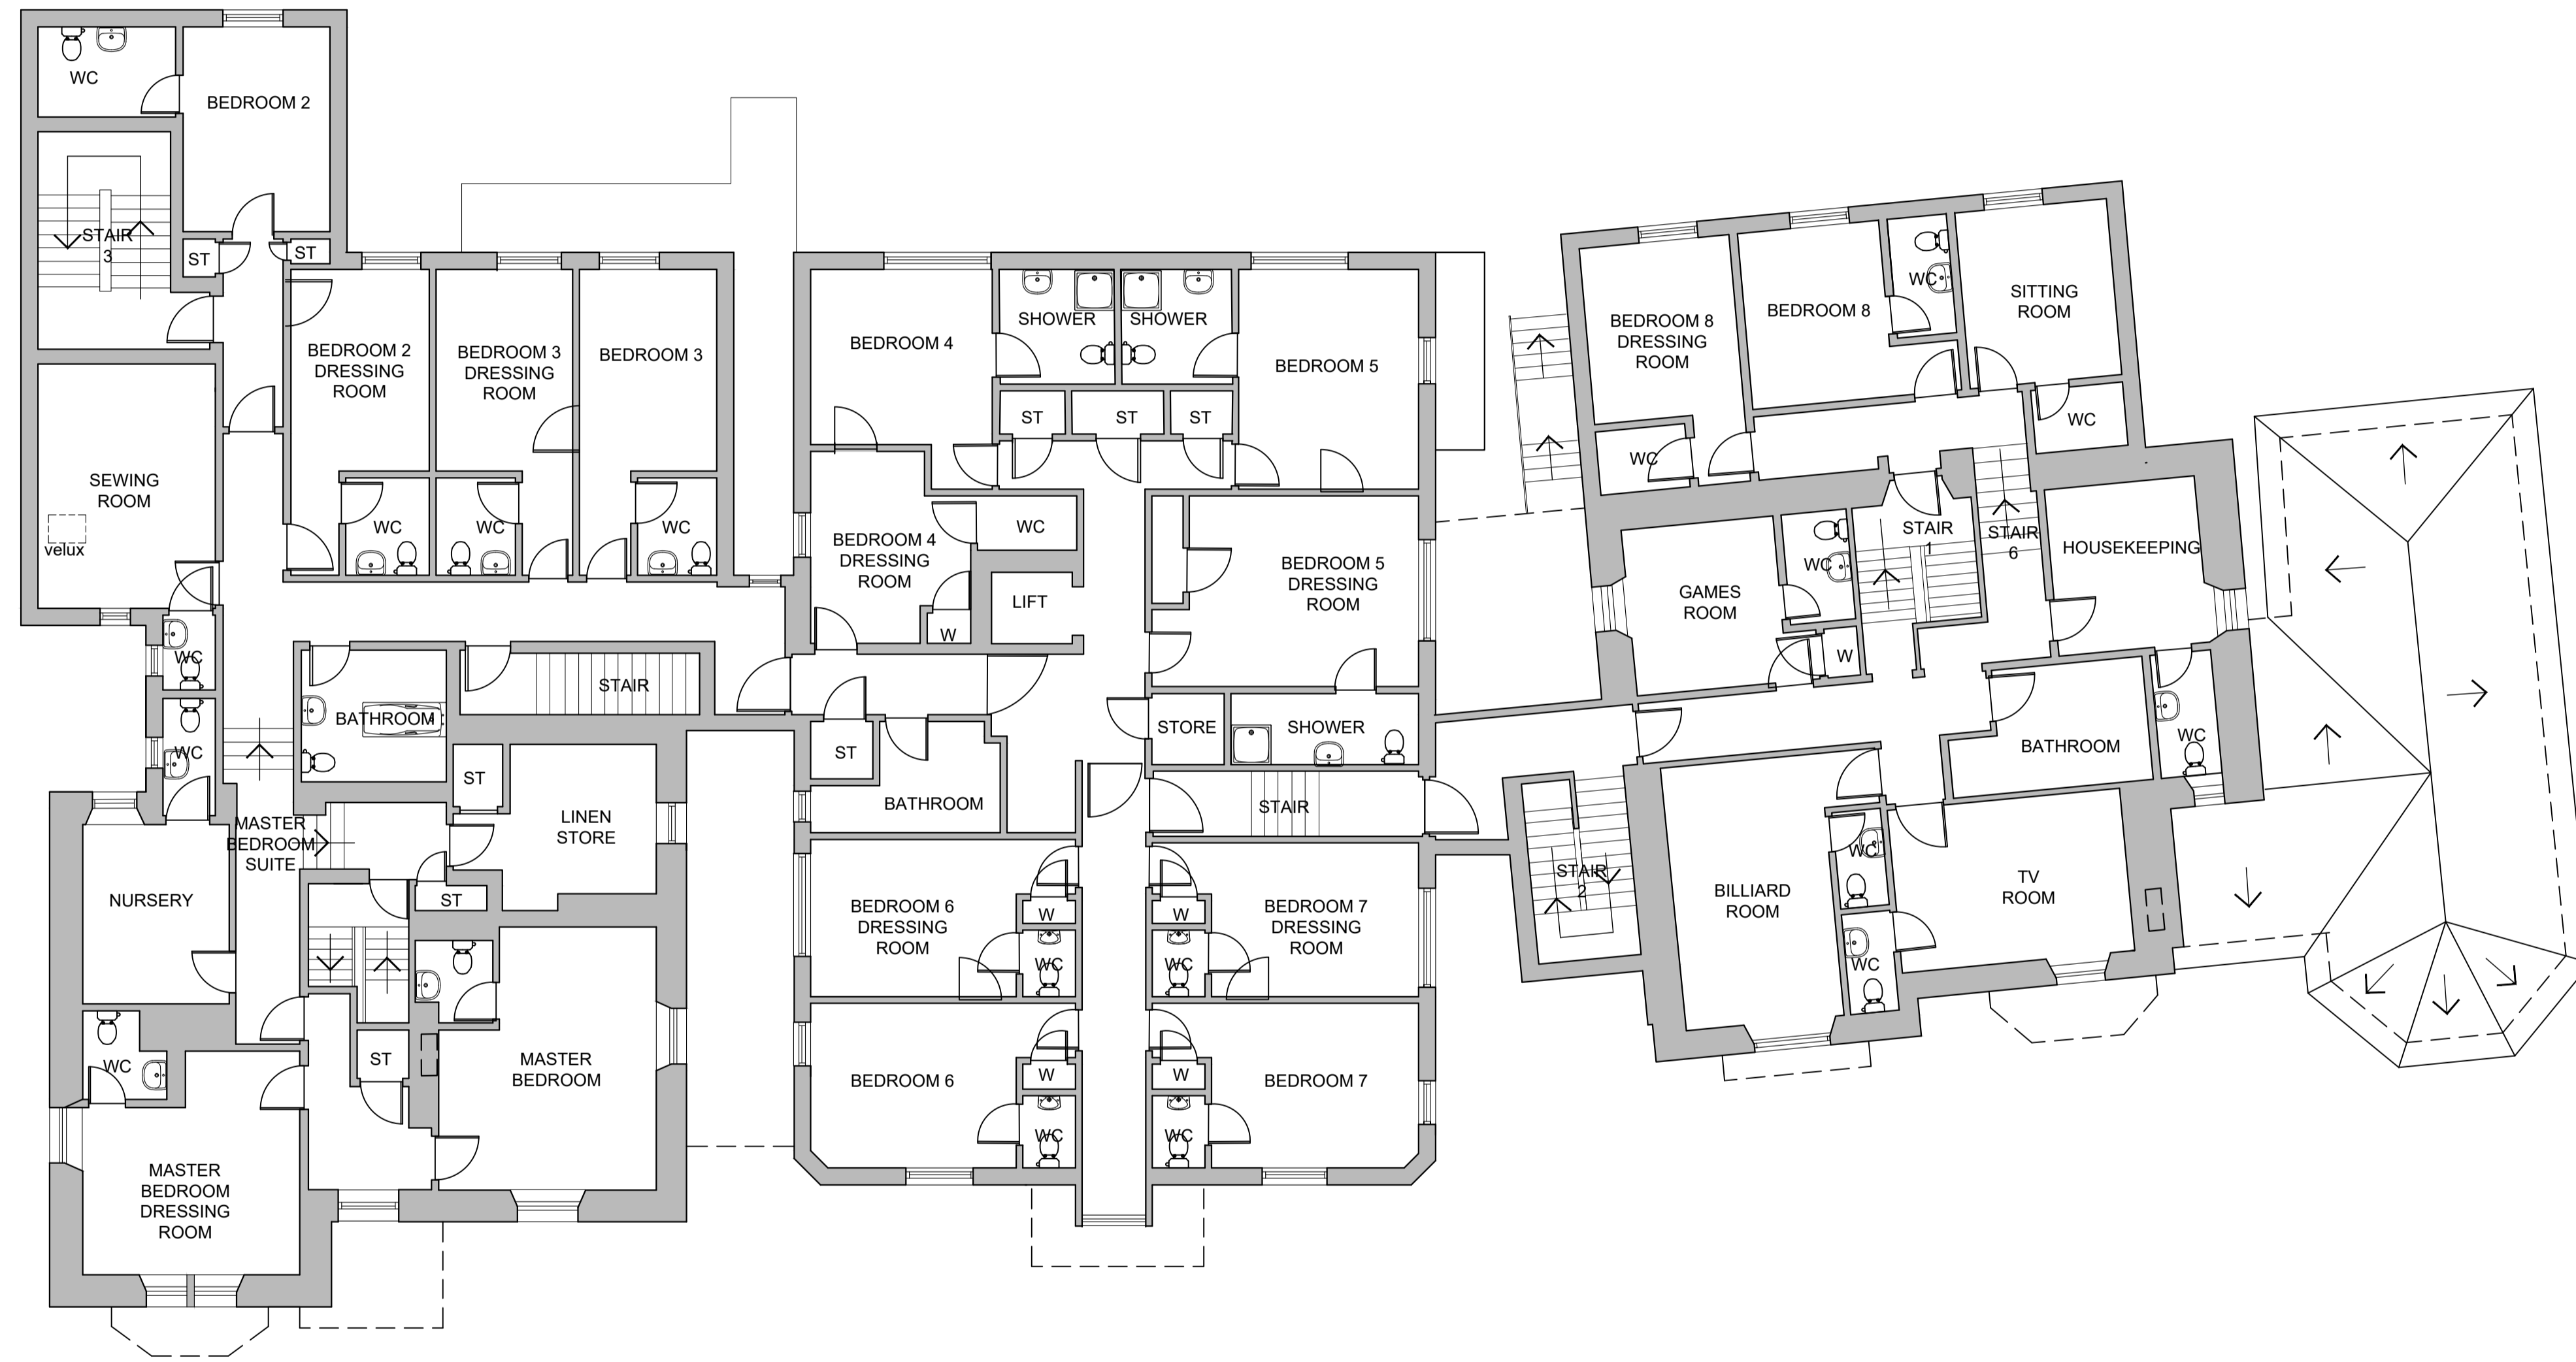 WC
BEDROOM 2
STAIR
3
ST
ST
BEDROOM 2
DRESSING
ROOM
BEDROOM 3
DRESSING
ROOM
BEDROOM 3
WC
WC
WC
SEWING
ROOM
velux
WC
WC
BATHROOM
STAIR
ST
LINEN
STORE
MASTER
BEDROOM
SUITE
ST
NURSERY
WC
ST
MASTER
BEDROOM
MASTER
BEDROOM
DRESSING
ROOM
BEDROOM 4
SHOWER
SHOWER
BEDROOM 5
ST
ST
ST
BEDROOM 4
DRESSING
ROOM
WC
LIFT
W
BEDROOM 5
DRESSING
ROOM
STORE
SHOWER
ST
BATHROOM
STAIR
BEDROOM 6
DRESSING
ROOM
W
WC
W
WC
BEDROOM 7
DRESSING
ROOM
BEDROOM 6
W
WC
W
WC
BEDROOM 7
BEDROOM 8
DRESSING
ROOM
BEDROOM 8
WC
SITTING
ROOM
WC
WC
GAMES
ROOM
WC
W
STAIR
1
STAIR
6
HOUSEKEEPING
BATHROOM
WC
STAIR
2
BILLIARD
ROOM
WC
WC
TV
ROOM